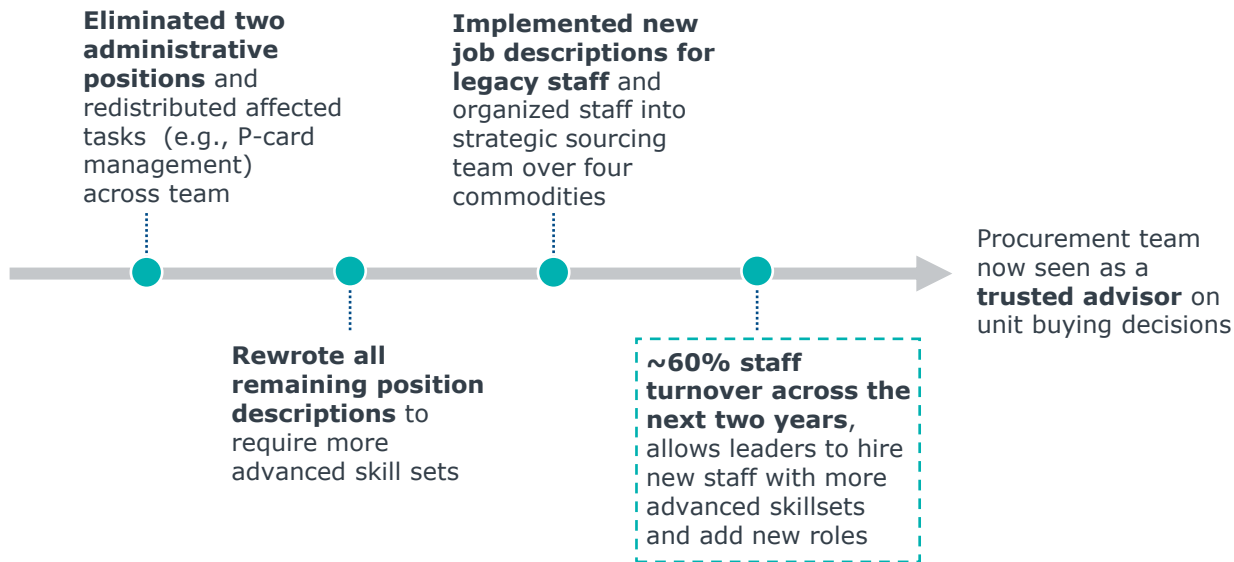 Eliminated two
administrative
positions and
redistributed affected
tasks  (e.g., P-card
management)
across team
Rewrote all
remaining position
descriptions to
require more
advanced skill sets
Implemented new
job descriptions for
legacy staff and
organized staff into
strategic sourcing
team over four
commodities
~60% staff
turnover across the
next two years,
allows leaders to hire
new staff with more
advanced skillsets
and add new roles
Procurement team
now seen as a
trusted advisor on
unit buying decisions